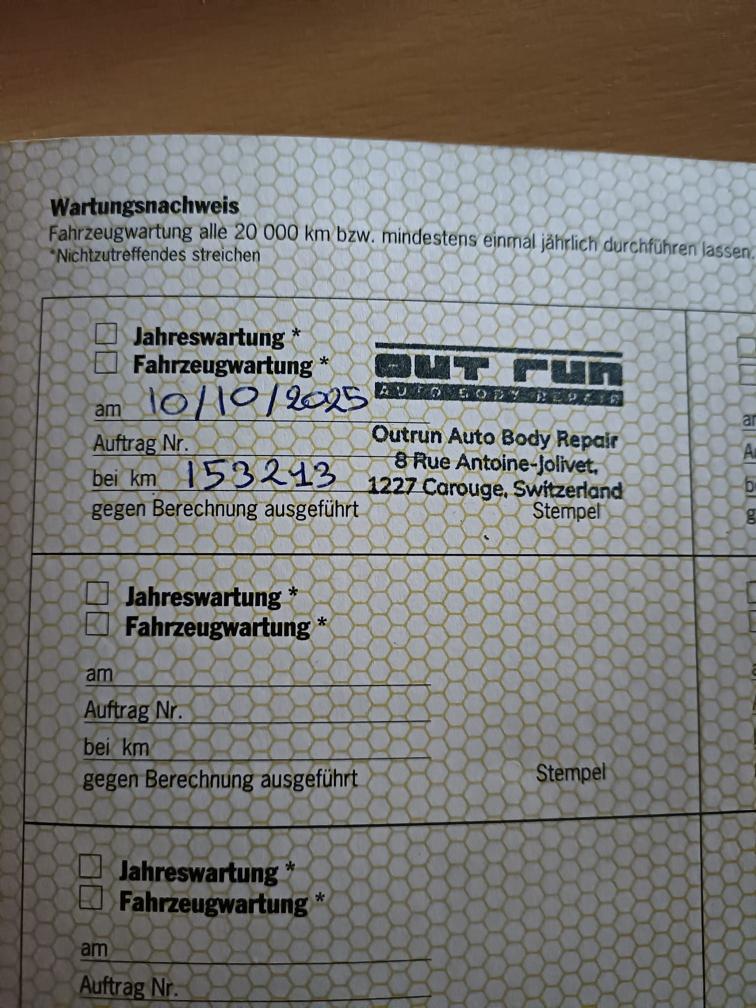 Wartungsnachweis
Fahrzeugwartung alle 20 000 km bzw. mindestens einmal jährlich durchführen lassen.
*Nichtzutreffendes streichen
Jahreswartung *
Fahrzeugwartung *
am 10/10/2025
Auftrag Nr.
bei km 153213
gegen Berechnung ausgeführt
OUT run
AUTO BODY REPAIR
Outrun Auto Body Repair
8 Rue Antoine-Jolivet,
1227 Carouge, Switzerland
Stempel
Jahreswartung *
Fahrzeugwartung *
am
Auftrag Nr.
bei km
gegen Berechnung ausgeführt
Stempel
Jahreswartung *
Fahrzeugwartung *
am
Auftrag Nr.